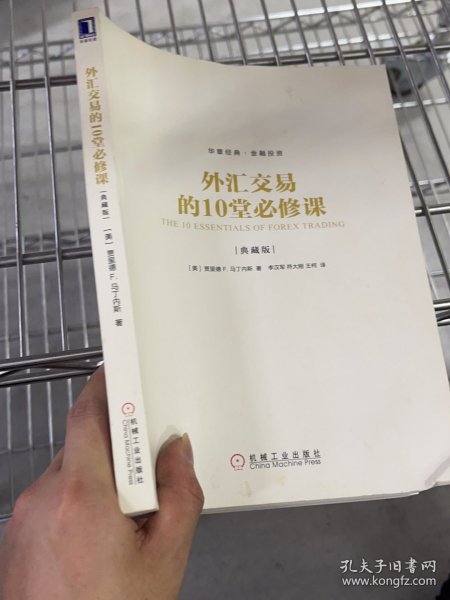 外汇交易的10堂必修课
(典藏版)
[美] 贾里德 F. 马丁内斯 著
机械工业出版社
China Machine Press
华章经典·金融投资
外汇交易
的10堂必修课
THE 10 ESSENTIALS OF FOREX TRADING
|典藏版|
[美] 贾里德 F. 马丁内斯 著 李汉军 符大刚 王柯 译
机械工业出版社
China Machine Press
孔夫子旧书网
www.kongfz.com